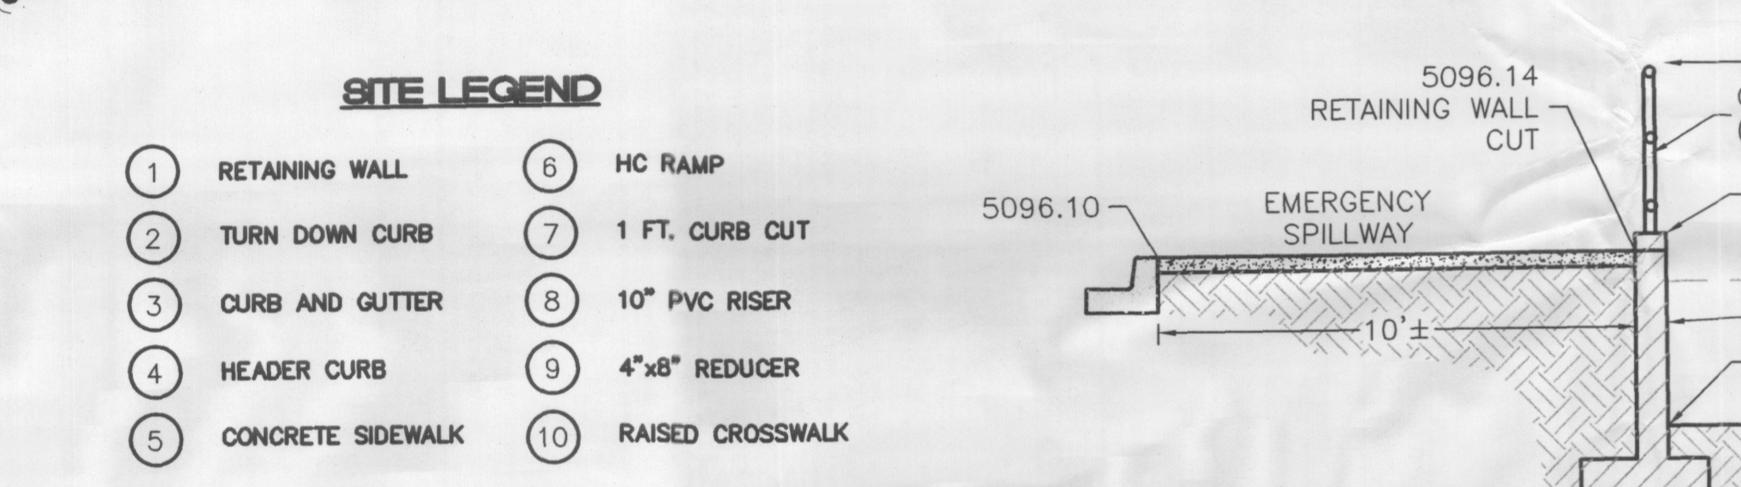 SITE LEGEND
1 RETAINING WALL
2 TURN DOWN CURB
3 CURB AND GUTTER
4 HEADER CURB
5 CONCRETE SIDEWALK
6 HC RAMP
7 1 FT. CURB CUT
8 10" PVC RISER
9 4"x8" REDUCER
10 RAISED CROSSWALK
5096.14
RETAINING WALL
CUT
5096.10
EMERGENCY
SPILLWAY
10'±